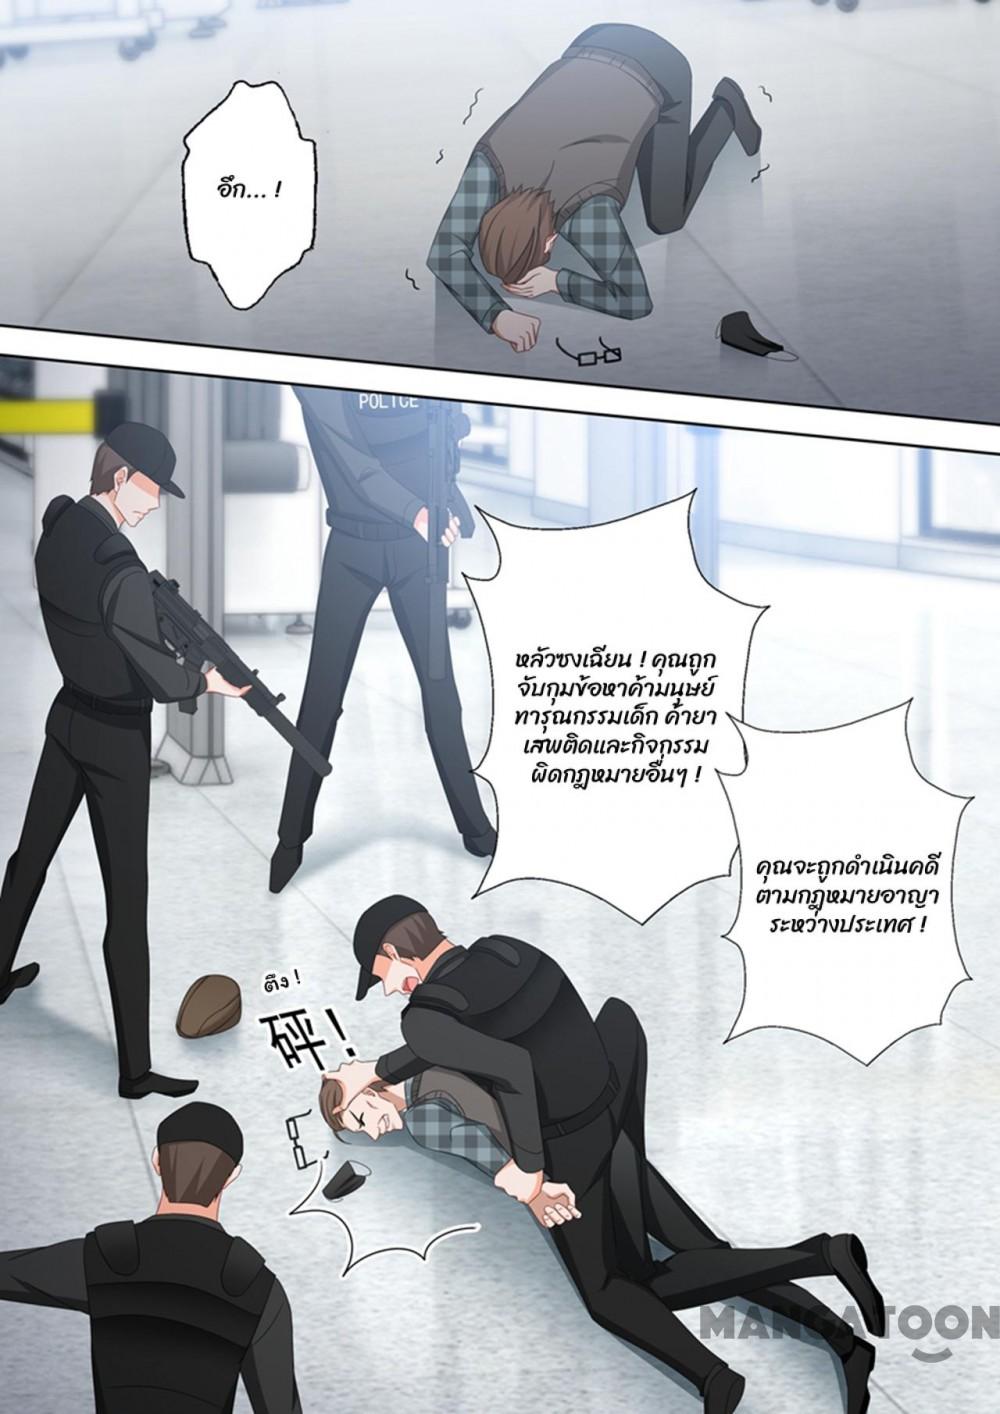 อึก... !
POLICE
หลัวซงเฉียน ! คุณถูก
จับกุมข้อหาค้ามนุษย์
ทารุณกรรมเด็ก ค้ายา
เสพติดและกิจกรรม
ผิดกฎหมายอื่นๆ !
คุณจะถูกดำเนินคดี
ตามกฎหมายอาญา
ระหว่างประเทศ !
ตึง !
砰！
MANGATOON